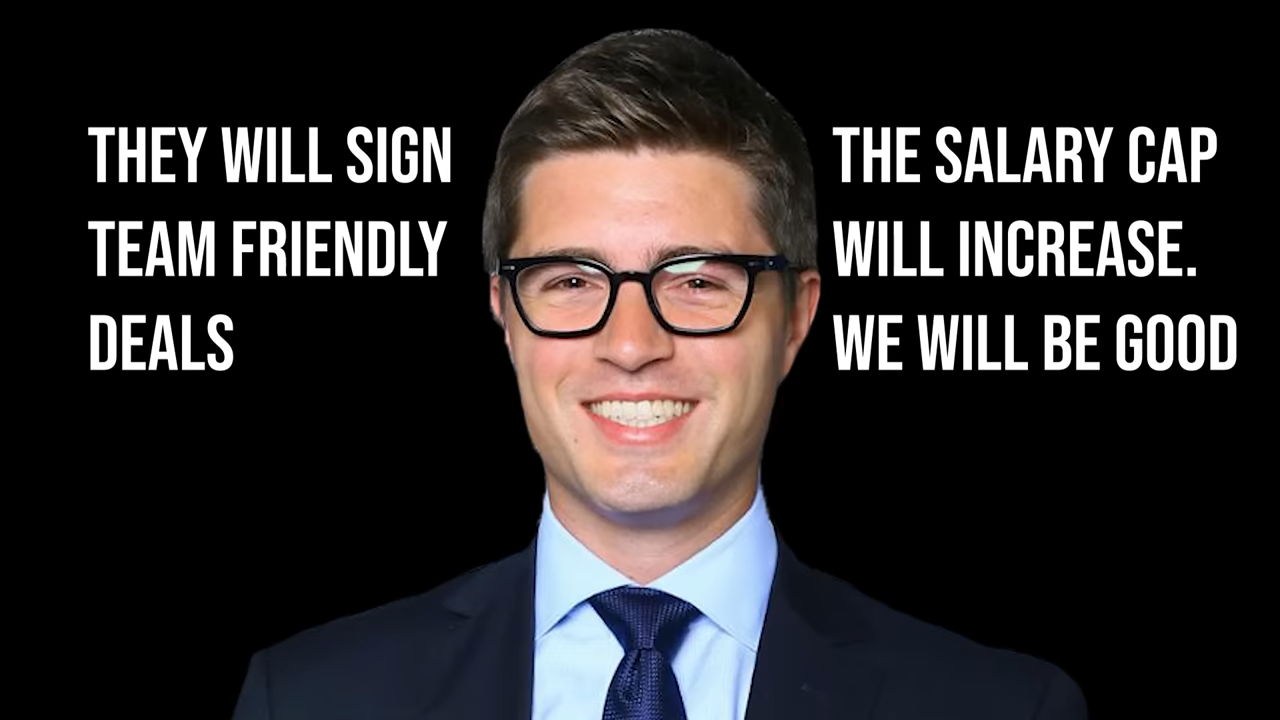 THEY WILL SIGN
TEAM FRIENDLY
DEALS
THE SALARY CAP
WILL INCREASE.
WE WILL BE GOOD